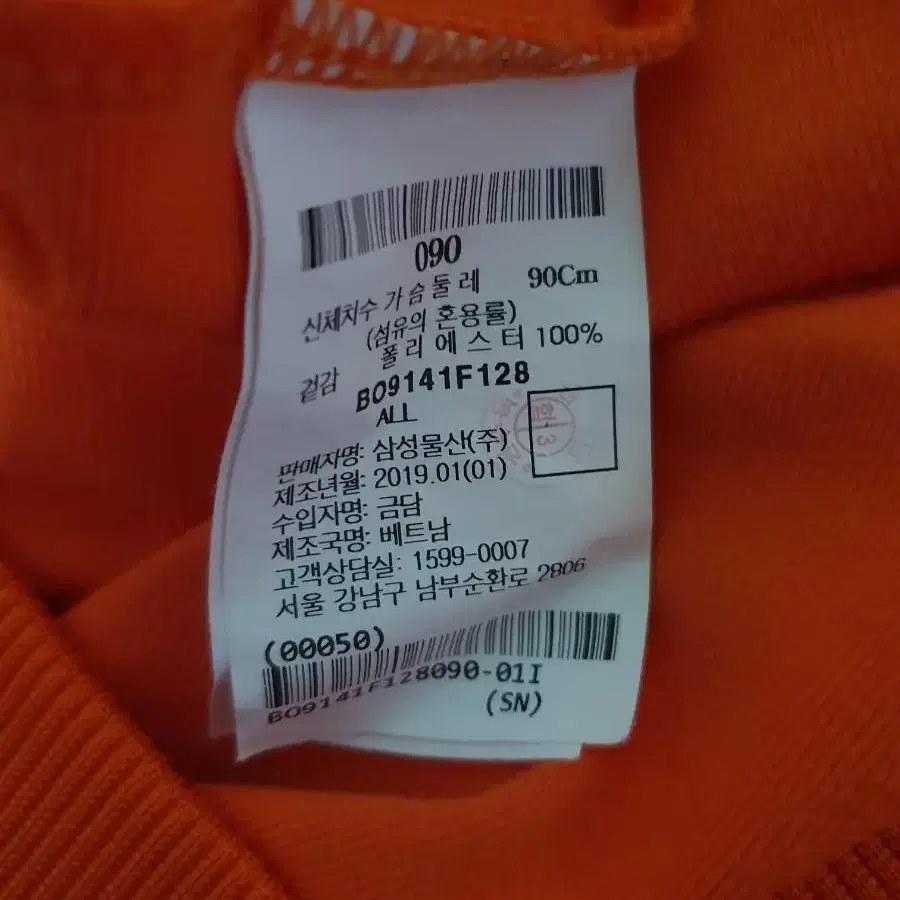 090
신체치수 가슴둘레 90Cm
(섬유의 혼용률)
겉감 폴리에스터 100%
BO9141F128
ALL
판매자명: 삼성물산(주)
제조년월: 2019.01(01)
수입자명: 금담
제조국명: 베트남
고객상담실: 1599-0007
서울 강남구 남부순환로 2806
(00050)
BO9141F128090-01I
(SN)